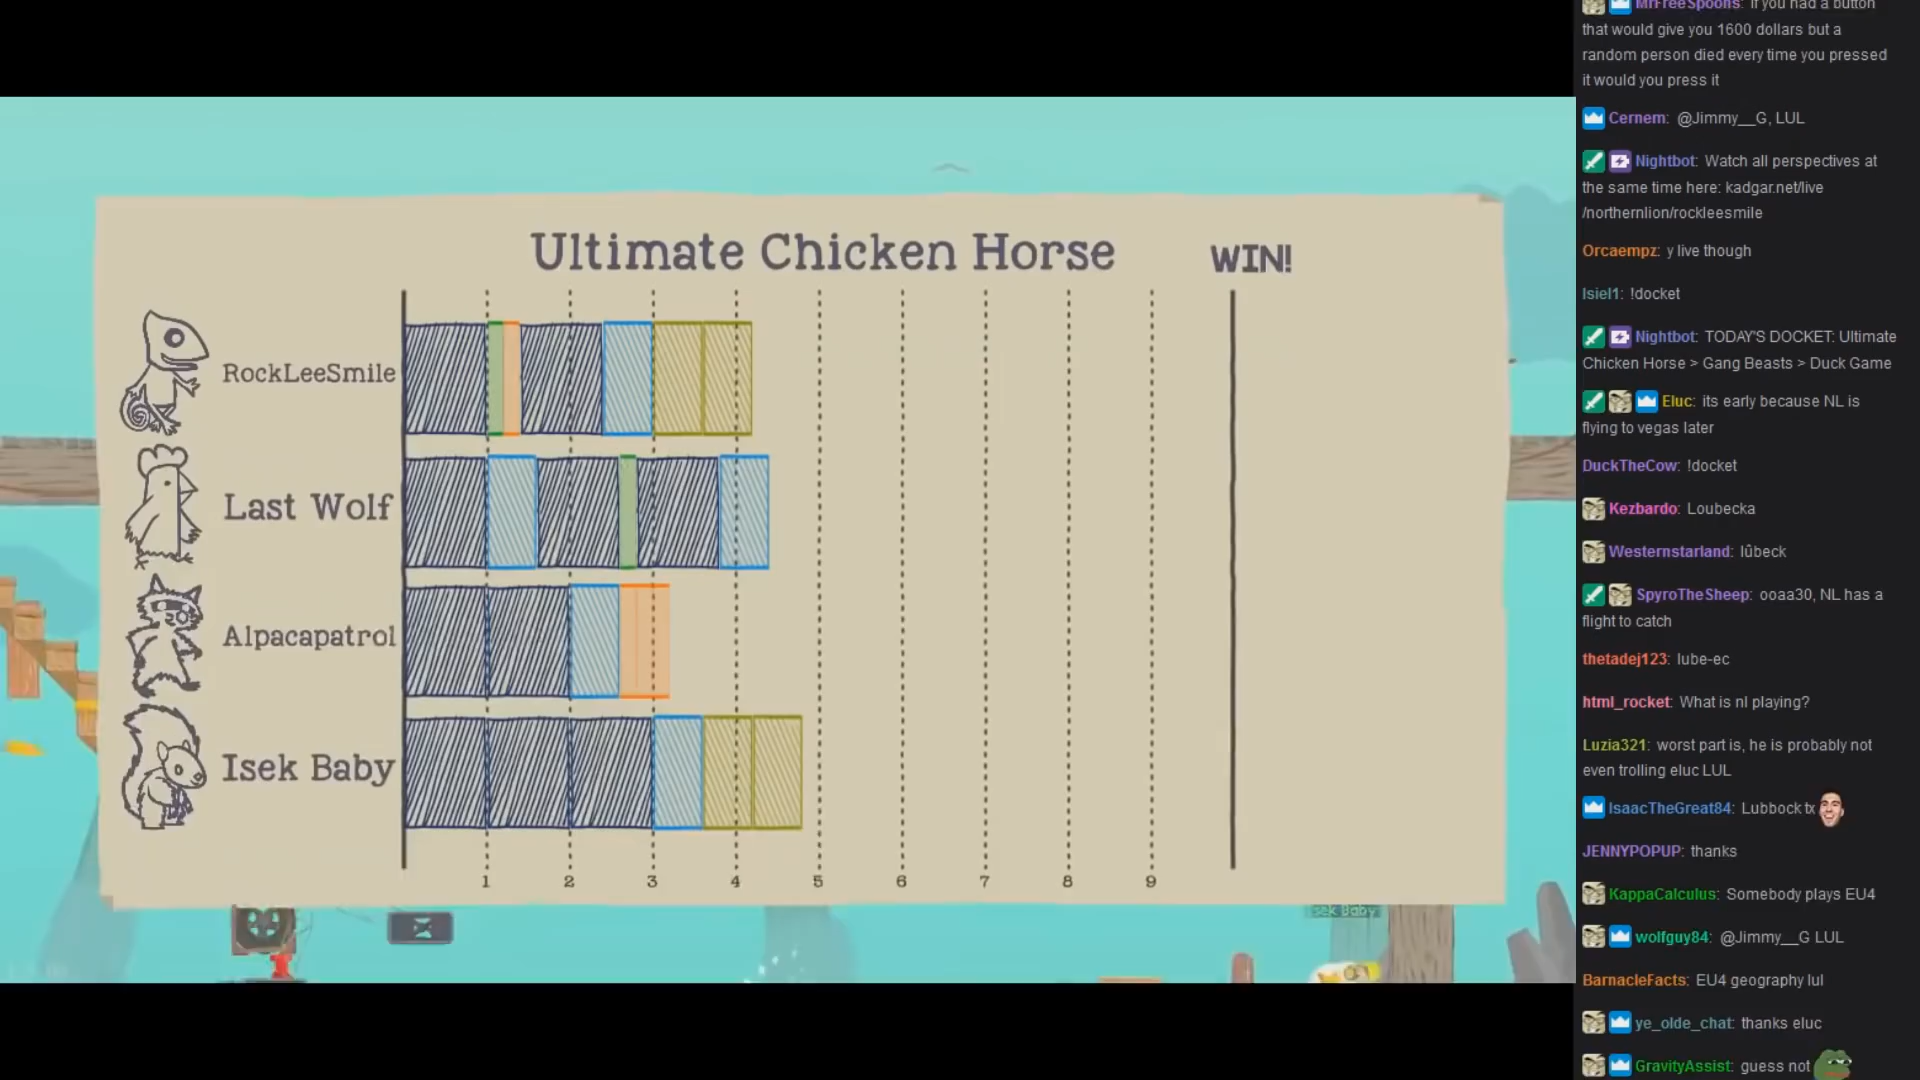 Ultimate Chicken Horse
WIN!
RockLeeSmile
Last Wolf
Alpacapatrol
Isek Baby
1 2 3 4 5 6 7 8 9
Isek Baby
MrFreeSpoons: If you had a button
that would give you 1600 dollars but a
random person died every time you pressed
it would you press it
Cernem: @Jimmy__G, LUL
Nightbot: Watch all perspectives at
the same time here: kadgar.net/live
/northernlion/rockleesmile
Orcaempz: y live though
Isiel1: !docket
Nightbot: TODAY'S DOCKET: Ultimate
Chicken Horse > Gang Beasts > Duck Game
Eluc: its early because NL is
flying to vegas later
DuckTheCow: !docket
Kezbardo: Loubecka
Westernstarland: lûbeck
SpyroTheSheep: ooaa30, NL has a
flight to catch
thetadej123: lube-ec
html_rocket: What is nl playing?
Luzia321: worst part is, he is probably not
even trolling eluc LUL
IsaacTheGreat84: Lubbock tx
JENNYPOPUP: thanks
KappaCalculus: Somebody plays EU4
wolfguy84: @Jimmy__G LUL
BarnacleFacts: EU4 geography lul
ye_olde_chat: thanks eluc
GravityAssist: guess not